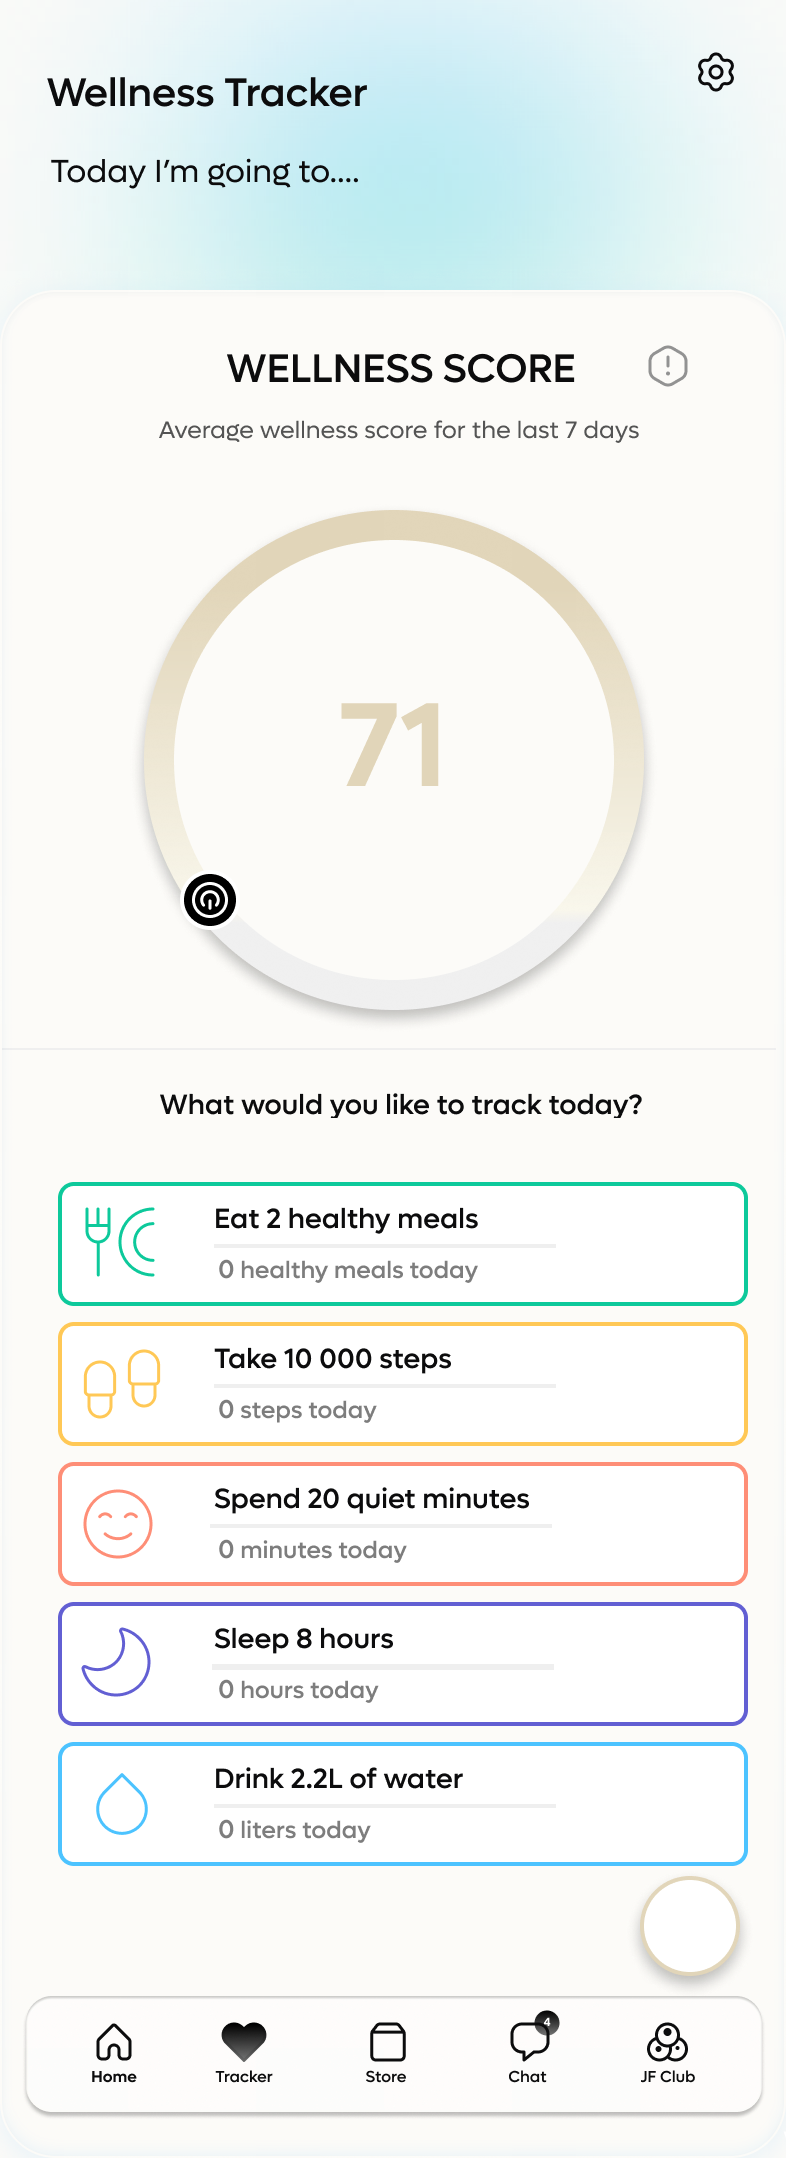 Wellness Tracker
Today I’m going to....
WELLNESS SCORE
Average wellness score for the last 7 days
71
What would you like to track today?
Eat 2 healthy meals
0 healthy meals today
Take 10 000 steps
0 steps today
Spend 20 quiet minutes
0 minutes today
Sleep 8 hours
0 hours today
Drink 2.2L of water
0 liters today
4
Home Tracker Store Chat JF Club